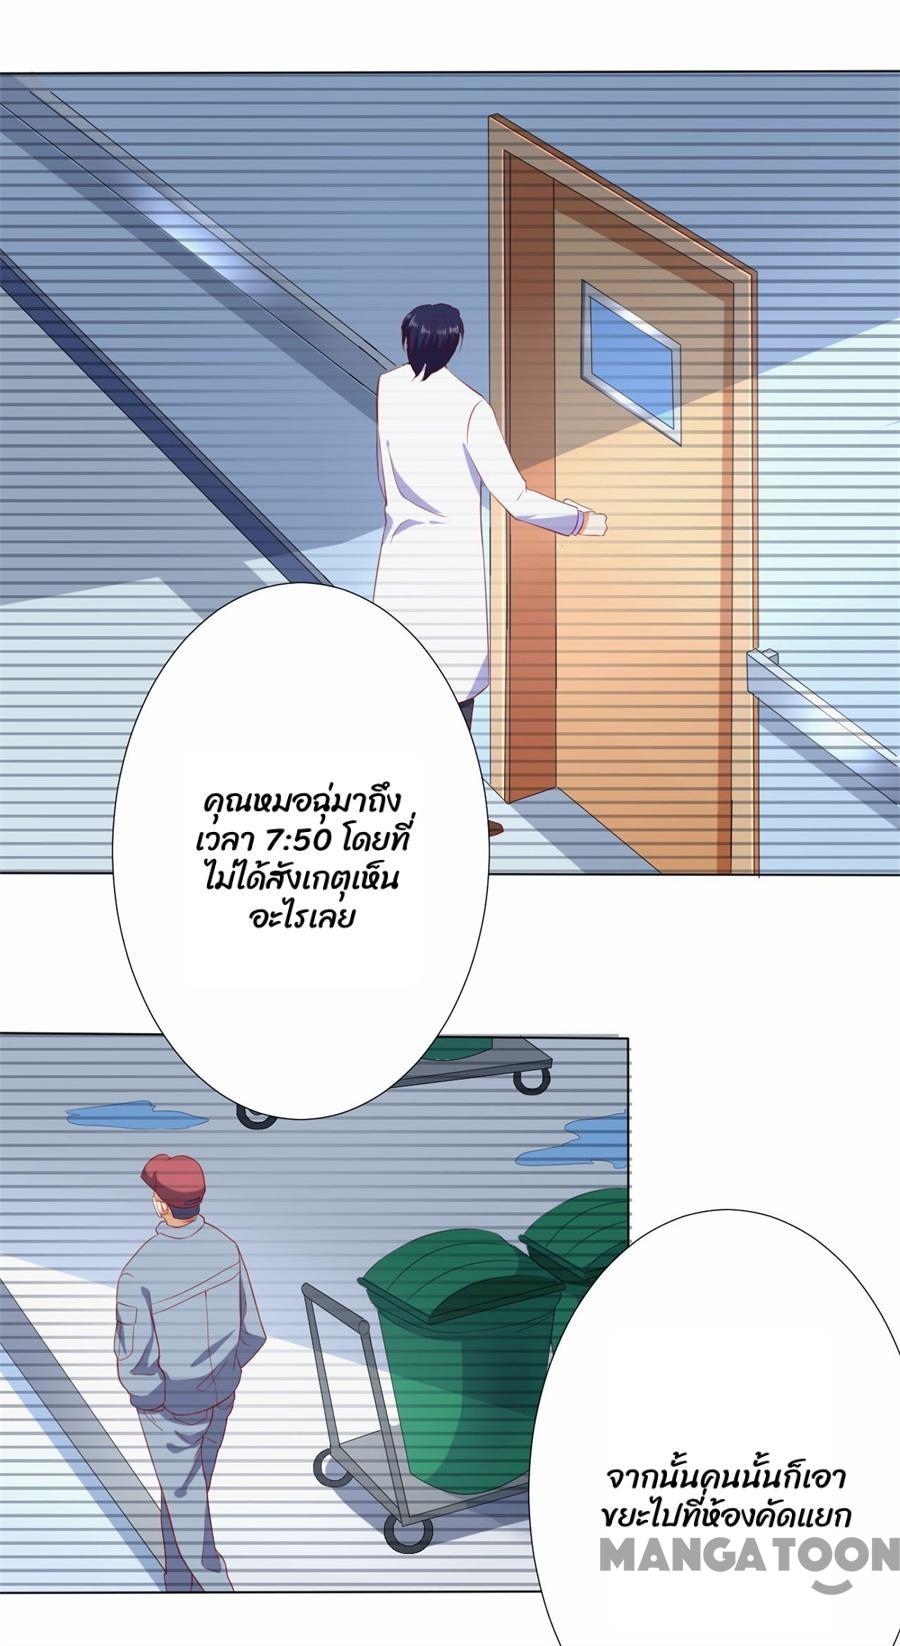 คุณหมอฉู่มาถึง
เวลา 7:50 โดยที่
ไม่ได้สังเกตุเห็น
อะไรเลย
จากนั้นคนนั้นก็เอา
ขยะไปที่ห้องคัดแยก
MANGATOON